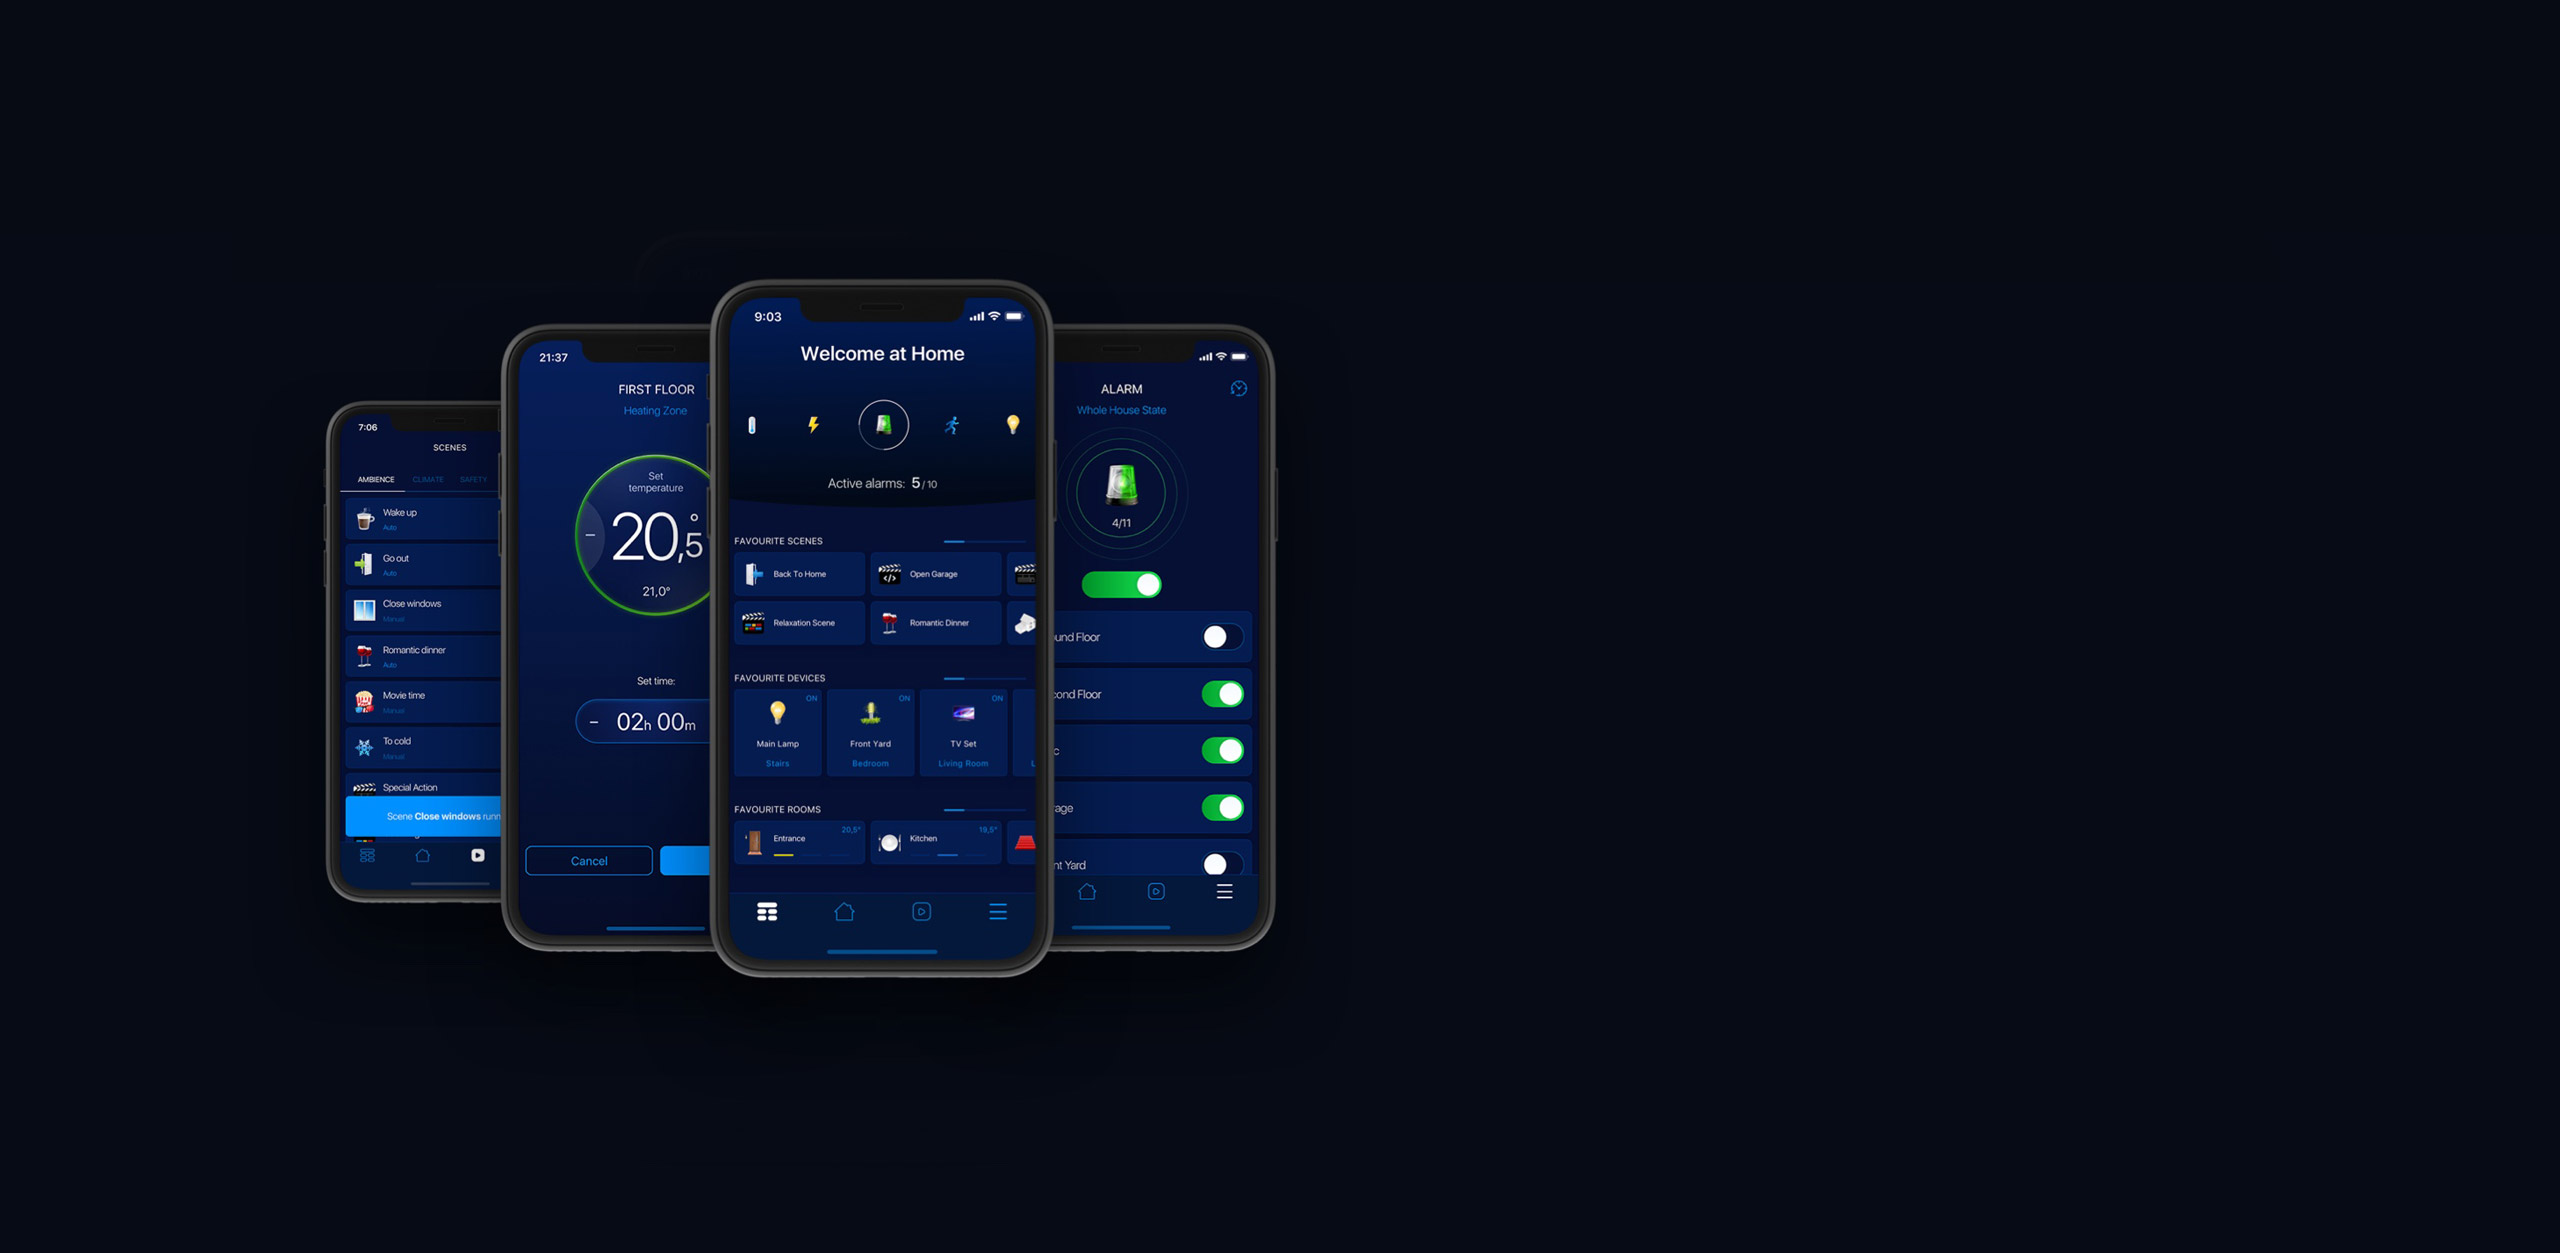 7:06
SCENES
AMBIENCE CLIMATE SAFETY
Wake up
Auto
Go out
Auto
Close windows
Manual
Romantic dinner
Auto
Movie time
Manual
To cold
Manual
Special Action
Scene Close windows
21:37
FIRST FLOOR
Heating Zone
Set
temperature
20,5°
21,0°
Set time:
− 02h 00m
Cancel
9:03
Welcome at Home
Active alarms: 5/10
FAVOURITE SCENES
Back To Home
Open Garage
Relaxation Scene
Romantic Dinner
FAVOURITE DEVICES
ON ON ON
Main Lamp
Stairs
Front Yard
Bedroom
TV Set
Living Room
FAVOURITE ROOMS
Entrance
20,5°
Kitchen
19,5°
ALARM
Whole House State
4/11
Floor
Floor
Yard